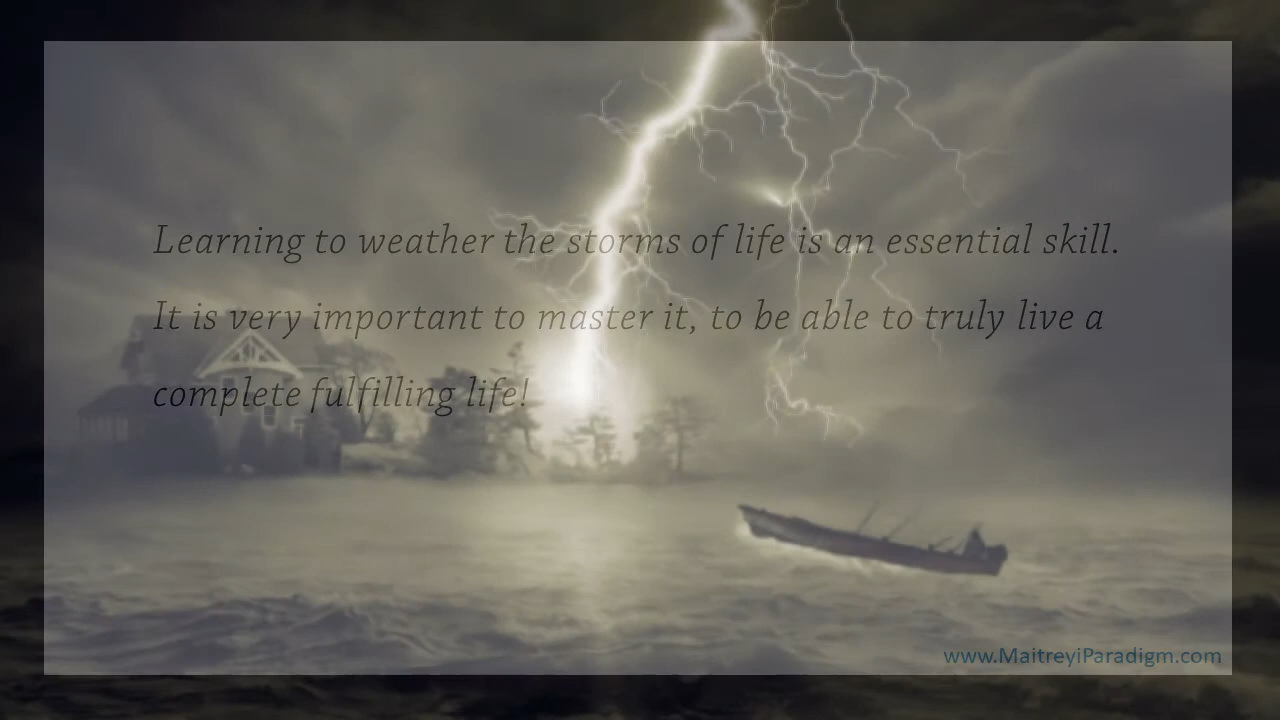 Learning to weather the storms of life is an essential skill.
It is very important to master it, to be able to truly live a
complete fulfilling life!
www.MaitreyiParadigm.com